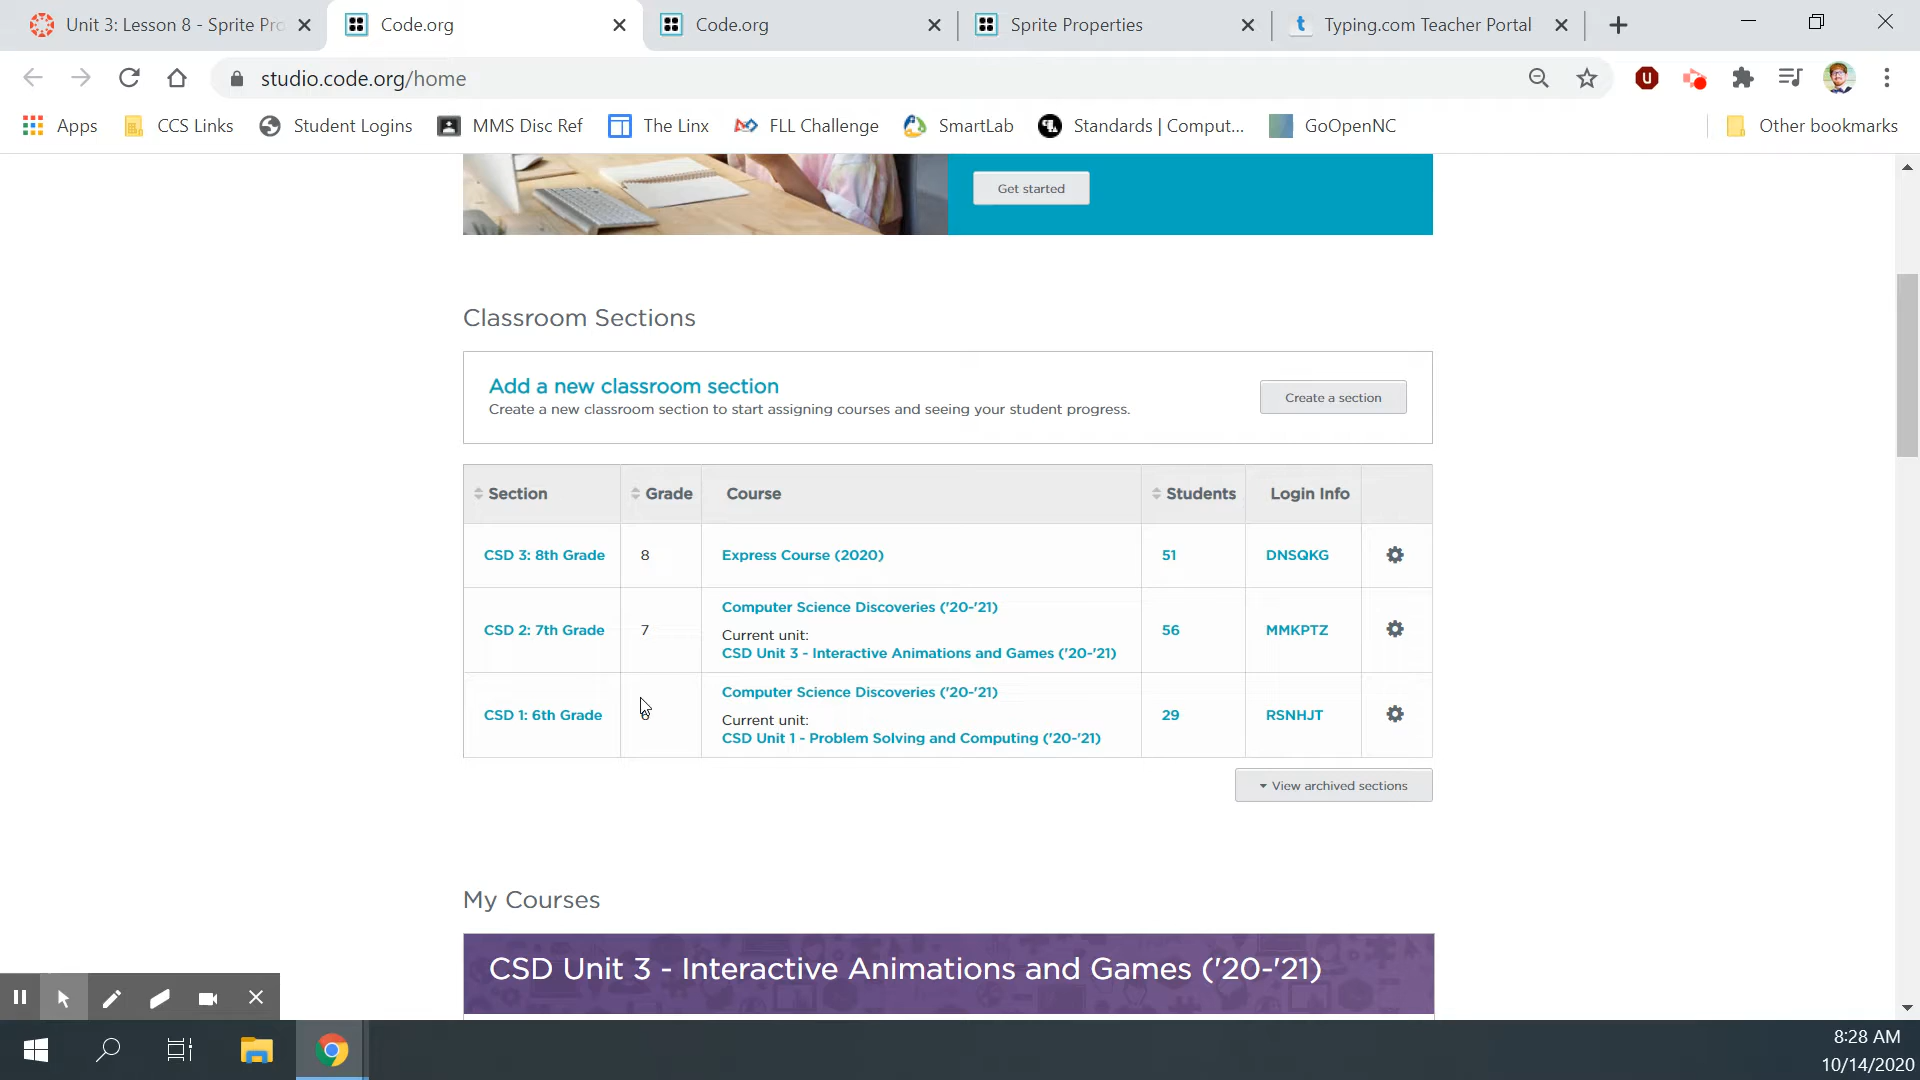 Unit 3: Lesson 8 - Sprite Pro
Code.org
Code.org
Sprite Properties
Typing.com Teacher Portal
studio.code.org/home
Apps
CCS Links
Student Logins
MMS Disc Ref
The Linx
FLL Challenge
SmartLab
Standards | Comput...
GoOpenNC
Other bookmarks
Get started
Classroom Sections
Add a new classroom section
Create a new classroom section to start assigning courses and seeing your student progress.
Create a section
Section
Grade
Course
Students
Login Info
CSD 3: 8th Grade
8
Express Course (2020)
51
DNSQKG
CSD 2: 7th Grade
7
Computer Science Discoveries ('20-'21)
Current unit:
CSD Unit 3 - Interactive Animations and Games ('20-'21)
56
MMKPTZ
CSD 1: 6th Grade
6
Computer Science Discoveries ('20-'21)
Current unit:
CSD Unit 1 - Problem Solving and Computing ('20-'21)
29
RSNHJT
View archived sections
My Courses
CSD Unit 3 - Interactive Animations and Games ('20-'21)
8:28 AM
10/14/2020